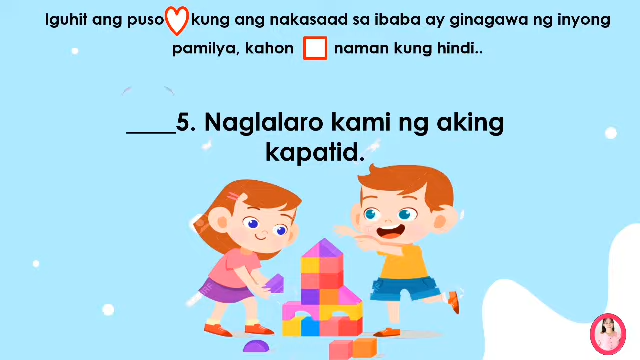 Iguhit ang puso kung ang nakasaad sa ibaba ay ginagawa ng inyong
pamilya, kahon naman kung hindi..
____5. Naglalaro kami ng aking
kapatid.